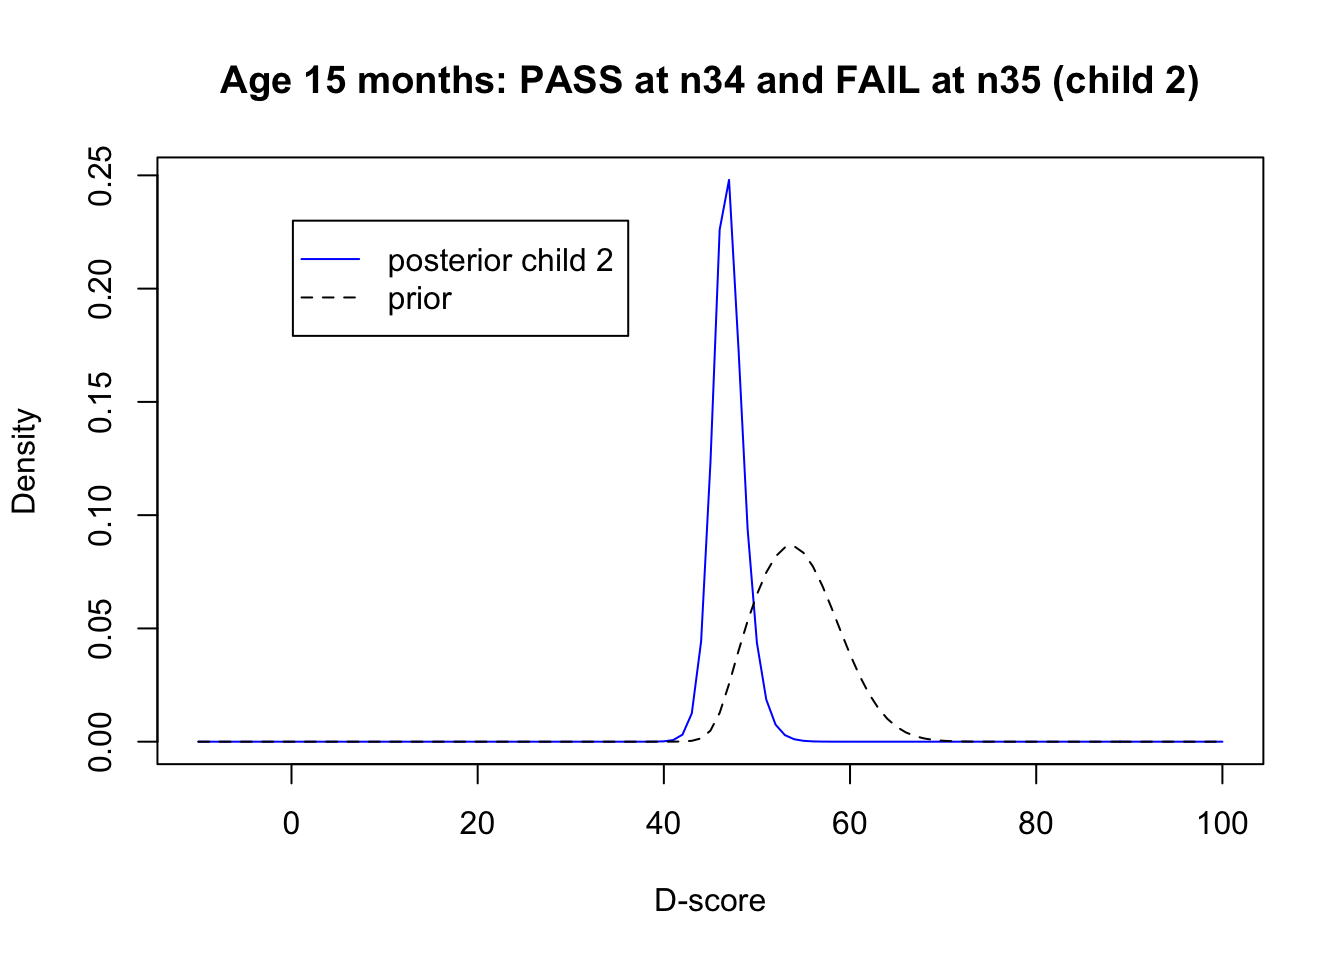 Age 15 months: PASS at n34 and FAIL at n35 (child 2)
0.25
0.20
0.15
0.10
0.05
0.00
Density
posterior child 2
prior
0 20 40 60 80 100
D-score